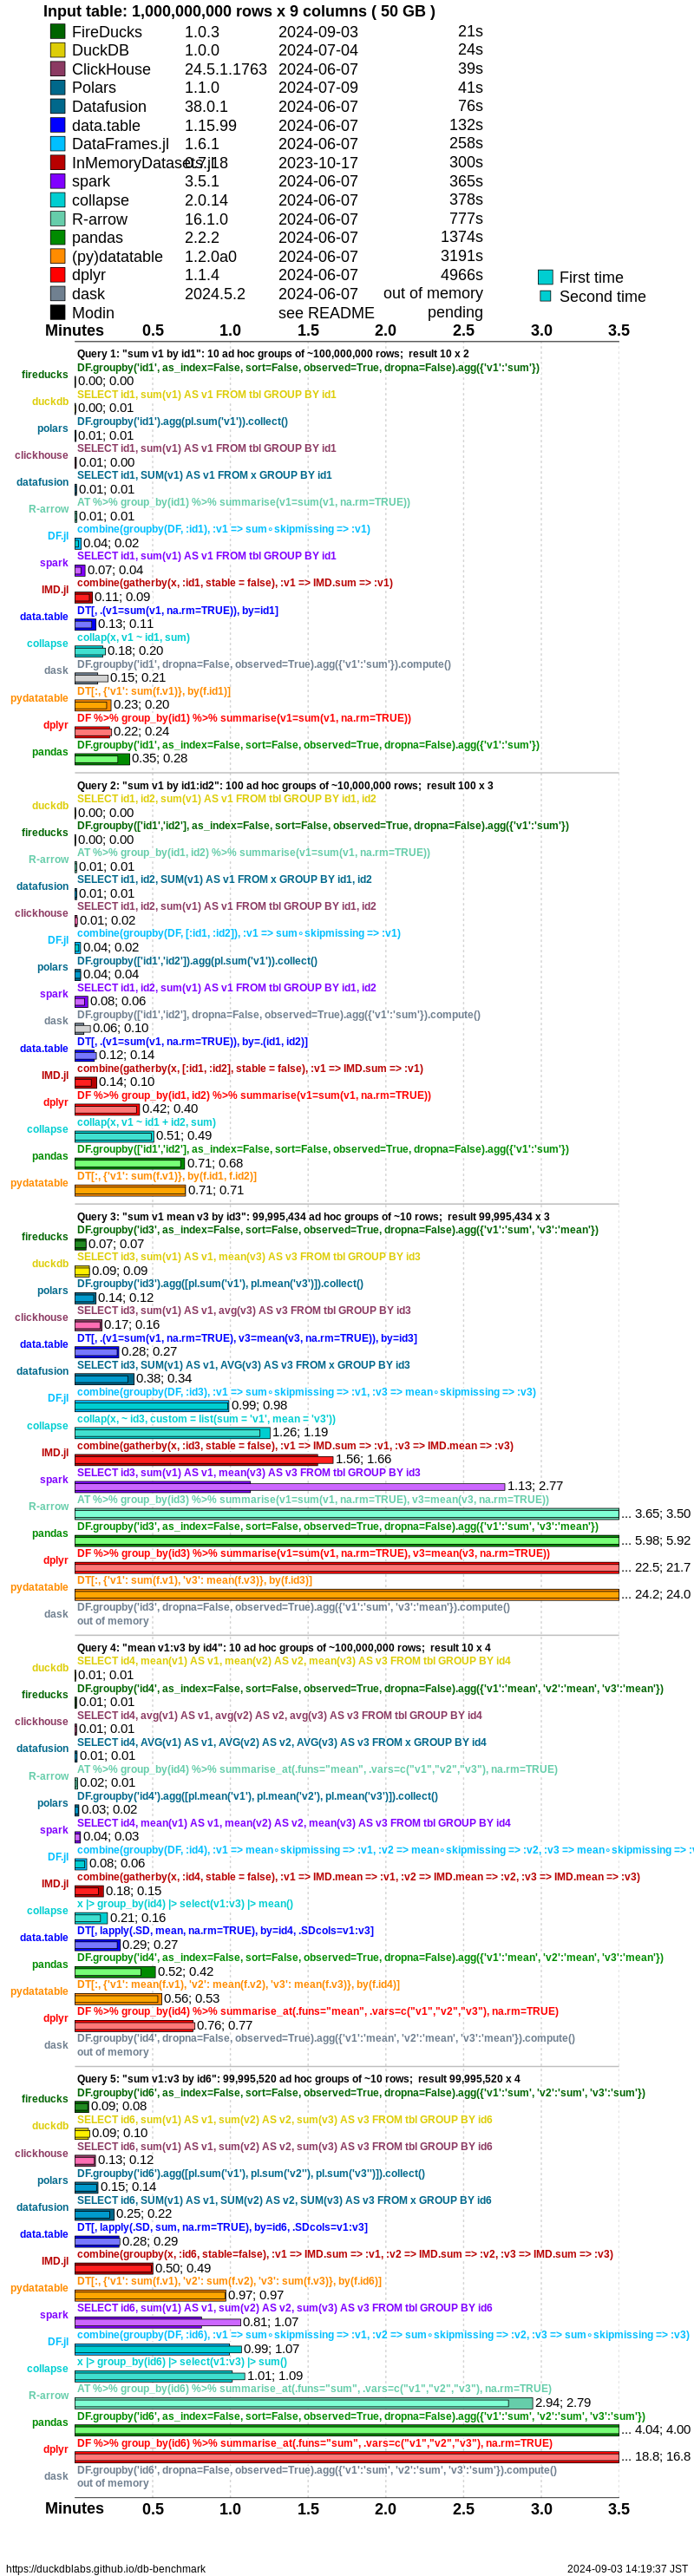 Input table: 1,000,000,000 rows x 9 columns ( 50 GB )
FireDucks 1.0.3 2024-09-03 21s
DuckDB 1.0.0 2024-07-04 24s
ClickHouse 24.5.1.1763 2024-06-07 39s
Polars 1.1.0 2024-07-09 41s
Datafusion 38.0.1 2024-06-07 76s
data.table 1.15.99 2024-06-07 132s
DataFrames.jl 1.6.1 2024-06-07 258s
InMemoryDatasets.jl 0.7.18 2023-10-17 300s
spark 3.5.1 2024-06-07 365s
collapse 2.0.14 2024-06-07 378s
R-arrow 16.1.0 2024-06-07 777s
pandas 2.2.2 2024-06-07 1374s
(py)datatable 1.2.0a0 2024-06-07 3191s
dplyr 1.1.4 2024-06-07 4966s
dask 2024.5.2 2024-06-07 out of memory
Modin see README pending
First time
Second time
Minutes 0.5 1.0 1.5 2.0 2.5 3.0 3.5
Query 1: "sum v1 by id1": 10 ad hoc groups of ~100,000,000 rows; result 10 x 2
DF.groupby('id1', as_index=False, sort=False, observed=True, dropna=False).agg({'v1':'sum'})
fireducks 0.00; 0.00
SELECT id1, sum(v1) AS v1 FROM tbl GROUP BY id1
duckdb 0.00; 0.01
DF.groupby('id1').agg(pl.sum('v1')).collect()
polars 0.01; 0.01
SELECT id1, sum(v1) AS v1 FROM tbl GROUP BY id1
clickhouse 0.01; 0.00
SELECT id1, SUM(v1) AS v1 FROM x GROUP BY id1
datafusion 0.01; 0.01
AT %>% group_by(id1) %>% summarise(v1=sum(v1, na.rm=TRUE))
R-arrow 0.01; 0.01
combine(groupby(DF, :id1), :v1 => sum∘skipmissing => :v1)
DF.jl 0.04; 0.02
SELECT id1, sum(v1) AS v1 FROM tbl GROUP BY id1
spark 0.07; 0.04
combine(gatherby(x, :id1, stable = false), :v1 => IMD.sum => :v1)
IMD.jl 0.11; 0.09
DT[, .(v1=sum(v1, na.rm=TRUE)), by=id1]
data.table 0.13; 0.11
collap(x, v1 ~ id1, sum)
collapse 0.18; 0.20
DF.groupby('id1', dropna=False, observed=True).agg({'v1':'sum'}).compute()
dask 0.15; 0.21
DT[:, {'v1': sum(f.v1)}, by(f.id1)]
pydatatable 0.23; 0.20
DF %>% group_by(id1) %>% summarise(v1=sum(v1, na.rm=TRUE))
dplyr 0.22; 0.24
DF.groupby('id1', as_index=False, sort=False, observed=True, dropna=False).agg({'v1':'sum'})
pandas 0.35; 0.28
Query 2: "sum v1 by id1:id2": 100 ad hoc groups of ~10,000,000 rows; result 100 x 3
SELECT id1, id2, sum(v1) AS v1 FROM tbl GROUP BY id1, id2
duckdb 0.00; 0.00
DF.groupby(['id1','id2'], as_index=False, sort=False, observed=True, dropna=False).agg({'v1':'sum'})
fireducks 0.00; 0.00
AT %>% group_by(id1, id2) %>% summarise(v1=sum(v1, na.rm=TRUE))
R-arrow 0.01; 0.01
SELECT id1, id2, SUM(v1) AS v1 FROM x GROUP BY id1, id2
datafusion 0.01; 0.01
SELECT id1, id2, sum(v1) AS v1 FROM tbl GROUP BY id1, id2
clickhouse 0.01; 0.02
combine(groupby(DF, [:id1, :id2]), :v1 => sum∘skipmissing => :v1)
DF.jl 0.04; 0.02
DF.groupby(['id1','id2']).agg(pl.sum('v1')).collect()
polars 0.04; 0.04
SELECT id1, id2, sum(v1) AS v1 FROM tbl GROUP BY id1, id2
spark 0.08; 0.06
DF.groupby(['id1','id2'], dropna=False, observed=True).agg({'v1':'sum'}).compute()
dask 0.06; 0.10
DT[, .(v1=sum(v1, na.rm=TRUE)), by=.(id1, id2)]
data.table 0.12; 0.14
combine(gatherby(x, [:id1, :id2], stable = false), :v1 => IMD.sum => :v1)
IMD.jl 0.14; 0.10
DF %>% group_by(id1, id2) %>% summarise(v1=sum(v1, na.rm=TRUE))
dplyr 0.42; 0.40
collap(x, v1 ~ id1 + id2, sum)
collapse 0.51; 0.49
DF.groupby(['id1','id2'], as_index=False, sort=False, observed=True, dropna=False).agg({'v1':'sum'})
pandas 0.71; 0.68
DT[:, {'v1': sum(f.v1)}, by(f.id1, f.id2)]
pydatatable 0.71; 0.71
Query 3: "sum v1 mean v3 by id3": 99,995,434 ad hoc groups of ~10 rows; result 99,995,434 x 3
DF.groupby('id3', as_index=False, sort=False, observed=True, dropna=False).agg({'v1':'sum', 'v3':'mean'})
fireducks 0.07; 0.07
SELECT id3, sum(v1) AS v1, mean(v3) AS v3 FROM tbl GROUP BY id3
duckdb 0.09; 0.09
DF.groupby('id3').agg([pl.sum('v1'), pl.mean('v3')]).collect()
polars 0.14; 0.12
SELECT id3, sum(v1) AS v1, avg(v3) AS v3 FROM tbl GROUP BY id3
clickhouse 0.17; 0.16
DT[, .(v1=sum(v1, na.rm=TRUE), v3=mean(v3, na.rm=TRUE)), by=id3]
data.table 0.28; 0.27
SELECT id3, SUM(v1) AS v1, AVG(v3) AS v3 FROM x GROUP BY id3
datafusion 0.38; 0.34
combine(groupby(DF, :id3), :v1 => sum∘skipmissing => :v1, :v3 => mean∘skipmissing => :v3)
DF.jl 0.99; 0.98
collap(x, ~ id3, custom = list(sum = 'v1', mean = 'v3'))
collapse 1.26; 1.19
combine(gatherby(x, :id3, stable = false), :v1 => IMD.sum => :v1, :v3 => IMD.mean => :v3)
IMD.jl 1.56; 1.66
SELECT id3, sum(v1) AS v1, mean(v3) AS v3 FROM tbl GROUP BY id3
spark 1.13; 2.77
AT %>% group_by(id3) %>% summarise(v1=sum(v1, na.rm=TRUE), v3=mean(v3, na.rm=TRUE))
R-arrow ... 3.65; 3.50
DF.groupby('id3', as_index=False, sort=False, observed=True, dropna=False).agg({'v1':'sum', 'v3':'mean'})
pandas ... 5.98; 5.92
DF %>% group_by(id3) %>% summarise(v1=sum(v1, na.rm=TRUE), v3=mean(v3, na.rm=TRUE))
dplyr ... 22.5; 21.7
DT[:, {'v1': sum(f.v1), 'v3': mean(f.v3)}, by(f.id3)]
pydatatable ... 24.2; 24.0
DF.groupby('id3', dropna=False, observed=True).agg({'v1':'sum', 'v3':'mean'}).compute()
dask out of memory
Query 4: "mean v1:v3 by id4": 10 ad hoc groups of ~100,000,000 rows; result 10 x 4
SELECT id4, mean(v1) AS v1, mean(v2) AS v2, mean(v3) AS v3 FROM tbl GROUP BY id4
duckdb 0.01; 0.01
DF.groupby('id4', as_index=False, sort=False, observed=True, dropna=False).agg({'v1':'mean', 'v2':'mean', 'v3':'mean'})
fireducks 0.01; 0.01
SELECT id4, avg(v1) AS v1, avg(v2) AS v2, avg(v3) AS v3 FROM tbl GROUP BY id4
clickhouse 0.01; 0.01
SELECT id4, AVG(v1) AS v1, AVG(v2) AS v2, AVG(v3) AS v3 FROM x GROUP BY id4
datafusion 0.01; 0.01
AT %>% group_by(id4) %>% summarise_at(.funs="mean", .vars=c("v1","v2","v3"), na.rm=TRUE)
R-arrow 0.02; 0.01
DF.groupby('id4').agg([pl.mean('v1'), pl.mean('v2'), pl.mean('v3')]).collect()
polars 0.03; 0.02
SELECT id4, mean(v1) AS v1, mean(v2) AS v2, mean(v3) AS v3 FROM tbl GROUP BY id4
spark 0.04; 0.03
combine(groupby(DF, :id4), :v1 => mean∘skipmissing => :v1, :v2 => mean∘skipmissing => :v2, :v3 => mean∘skipmissing => :v
DF.jl 0.08; 0.06
combine(gatherby(x, :id4, stable = false), :v1 => IMD.mean => :v1, :v2 => IMD.mean => :v2, :v3 => IMD.mean => :v3)
IMD.jl 0.18; 0.15
x |> group_by(id4) |> select(v1:v3) |> mean()
collapse 0.21; 0.16
DT[, lapply(.SD, mean, na.rm=TRUE), by=id4, .SDcols=v1:v3]
data.table 0.29; 0.27
DF.groupby('id4', as_index=False, sort=False, observed=True, dropna=False).agg({'v1':'mean', 'v2':'mean', 'v3':'mean'})
pandas 0.52; 0.42
DT[:, {'v1': mean(f.v1), 'v2': mean(f.v2), 'v3': mean(f.v3)}, by(f.id4)]
pydatatable 0.56; 0.53
DF %>% group_by(id4) %>% summarise_at(.funs="mean", .vars=c("v1","v2","v3"), na.rm=TRUE)
dplyr 0.76; 0.77
DF.groupby('id4', dropna=False, observed=True).agg({'v1':'mean', 'v2':'mean', 'v3':'mean'}).compute()
dask out of memory
Query 5: "sum v1:v3 by id6": 99,995,520 ad hoc groups of ~10 rows; result 99,995,520 x 4
DF.groupby('id6', as_index=False, sort=False, observed=True, dropna=False).agg({'v1':'sum', 'v2':'sum', 'v3':'sum'})
fireducks 0.09; 0.08
SELECT id6, sum(v1) AS v1, sum(v2) AS v2, sum(v3) AS v3 FROM tbl GROUP BY id6
duckdb 0.09; 0.10
SELECT id6, sum(v1) AS v1, sum(v2) AS v2, sum(v3) AS v3 FROM tbl GROUP BY id6
clickhouse 0.13; 0.12
DF.groupby('id6').agg([pl.sum('v1'), pl.sum('v2''), pl.sum('v3'')]).collect()
polars 0.15; 0.14
SELECT id6, SUM(v1) AS v1, SUM(v2) AS v2, SUM(v3) AS v3 FROM x GROUP BY id6
datafusion 0.25; 0.22
DT[, lapply(.SD, sum, na.rm=TRUE), by=id6, .SDcols=v1:v3]
data.table 0.28; 0.29
combine(groupby(x, :id6, stable=false), :v1 => IMD.sum => :v1, :v2 => IMD.sum => :v2, :v3 => IMD.sum => :v3)
IMD.jl 0.50; 0.49
DT[:, {'v1': sum(f.v1), 'v2': sum(f.v2), 'v3': sum(f.v3)}, by(f.id6)]
pydatatable 0.97; 0.97
SELECT id6, sum(v1) AS v1, sum(v2) AS v2, sum(v3) AS v3 FROM tbl GROUP BY id6
spark 0.81; 1.07
combine(groupby(DF, :id6), :v1 => sum∘skipmissing => :v1, :v2 => sum∘skipmissing => :v2, :v3 => sum∘skipmissing => :v3)
DF.jl 0.99; 1.07
x |> group_by(id6) |> select(v1:v3) |> sum()
collapse 1.01; 1.09
AT %>% group_by(id6) %>% summarise_at(.funs="sum", .vars=c("v1","v2","v3"), na.rm=TRUE)
R-arrow 2.94; 2.79
DF.groupby('id6', as_index=False, sort=False, observed=True, dropna=False).agg({'v1':'sum', 'v2':'sum', 'v3':'sum'})
pandas ... 4.04; 4.00
DF %>% group_by(id6) %>% summarise_at(.funs="sum", .vars=c("v1","v2","v3"), na.rm=TRUE)
dplyr ... 18.8; 16.8
DF.groupby('id6', dropna=False, observed=True).agg({'v1':'sum', 'v2':'sum', 'v3':'sum'}).compute()
dask out of memory
Minutes 0.5 1.0 1.5 2.0 2.5 3.0 3.5
https://duckdblabs.github.io/db-benchmark 2024-09-03 14:19:37 JST